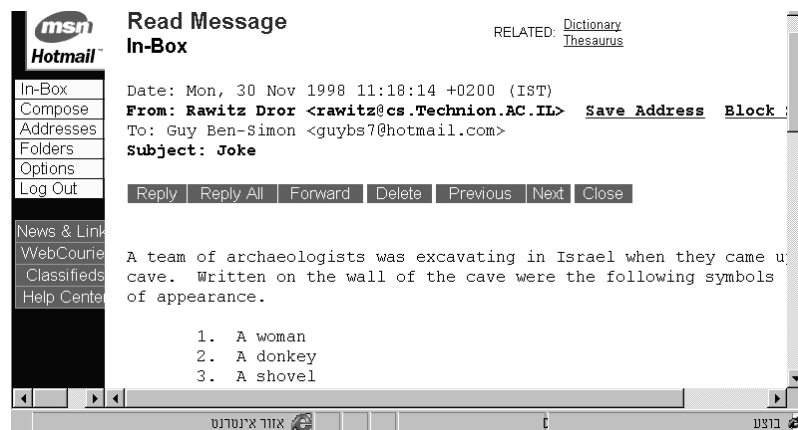 msn
Hotmail
Read Message
In-Box
RELATED: Dictionary
Thesaurus
In-Box
Compose
Addresses
Folders
Options
Log Out
News & Link
WebCourie
Classifieds
Help Center
Date: Mon, 30 Nov 1998 11:18:14 +0200 (IST)
From: Rawitz Dror <rawitz@cs.Technion.AC.IL> Save Address Block
To: Guy Ben-Simon <guybs7@hotmail.com>
Subject: Joke
Reply Reply All Forward Delete Previous Next Close
A team of archaeologists was excavating in Israel when they came
cave. Written on the wall of the cave were the following symbols
of appearance.
1. A woman
2. A donkey
3. A shovel
אזור אינטרנט
בוצע